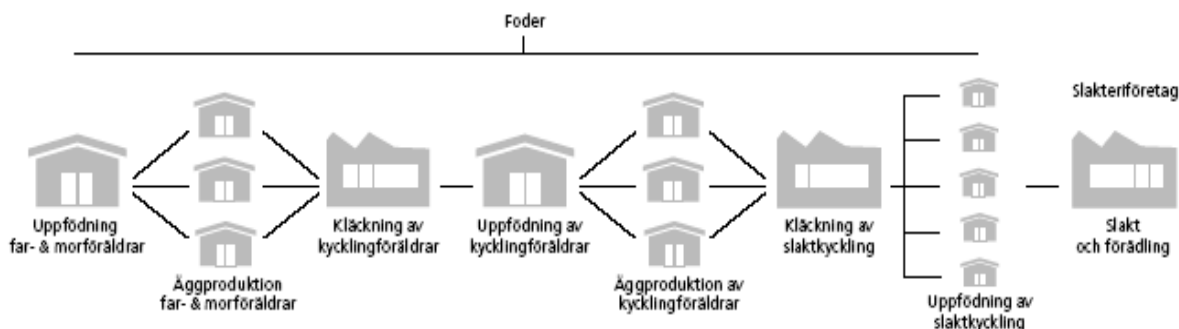 Foder
Slakteriföretag
Uppfödning
far- & morföräldrar
Äggproduktion
far- & morföräldrar
Kläckning av
kycklingföräldrar
Uppfödning av
kycklingföräldrar
Äggproduktion av
kycklingföräldrar
Kläckning av
slaktkyckling
Uppfödning av
slaktkyckling
Slakt
och förädling